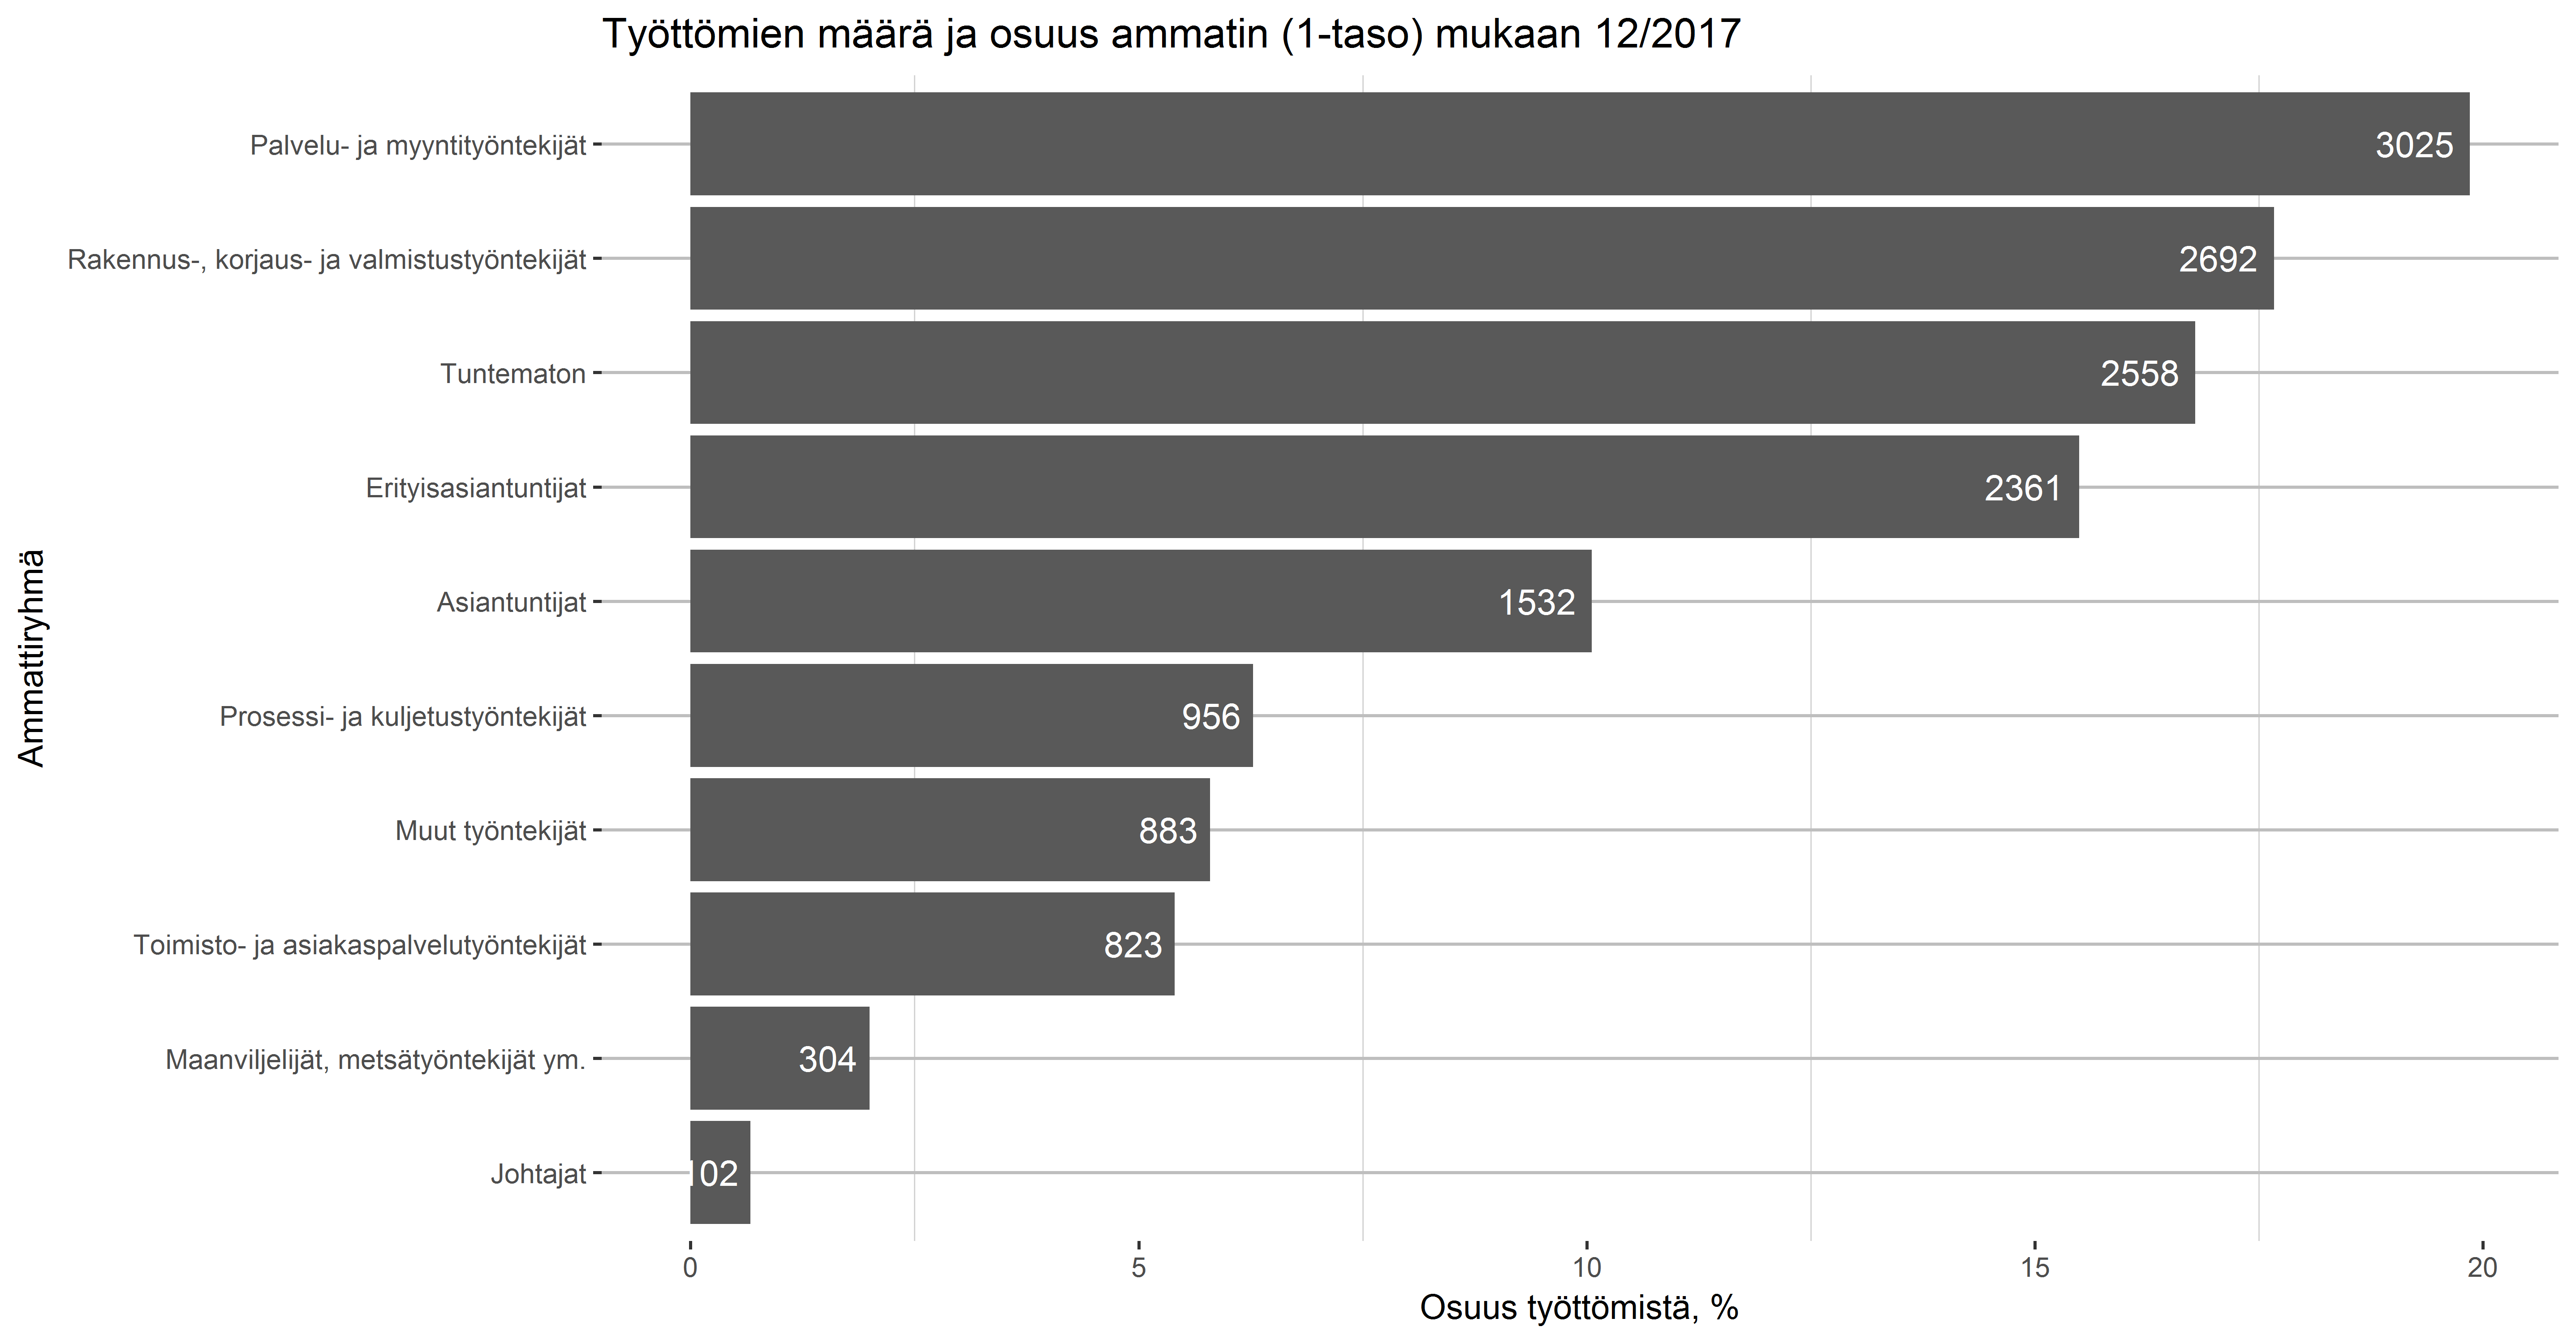 Työttömien määrä ja osuus ammatin (1-taso) mukaan 12/2017
Ammattiryhmä
Palvelu- ja myyntityöntekijät 3025
Rakennus-, korjaus- ja valmistustyöntekijät 2692
Tuntematon 2558
Erityisasiantuntijat 2361
Asiantuntijat 1532
Prosessi- ja kuljetustyöntekijät 956
Muut työntekijät 883
Toimisto- ja asiakaspalvelutyöntekijät 823
Maanviljelijät, metsätyöntekijät ym. 304
Johtajat 102
0 5 10 15 20
Osuus työttömistä, %